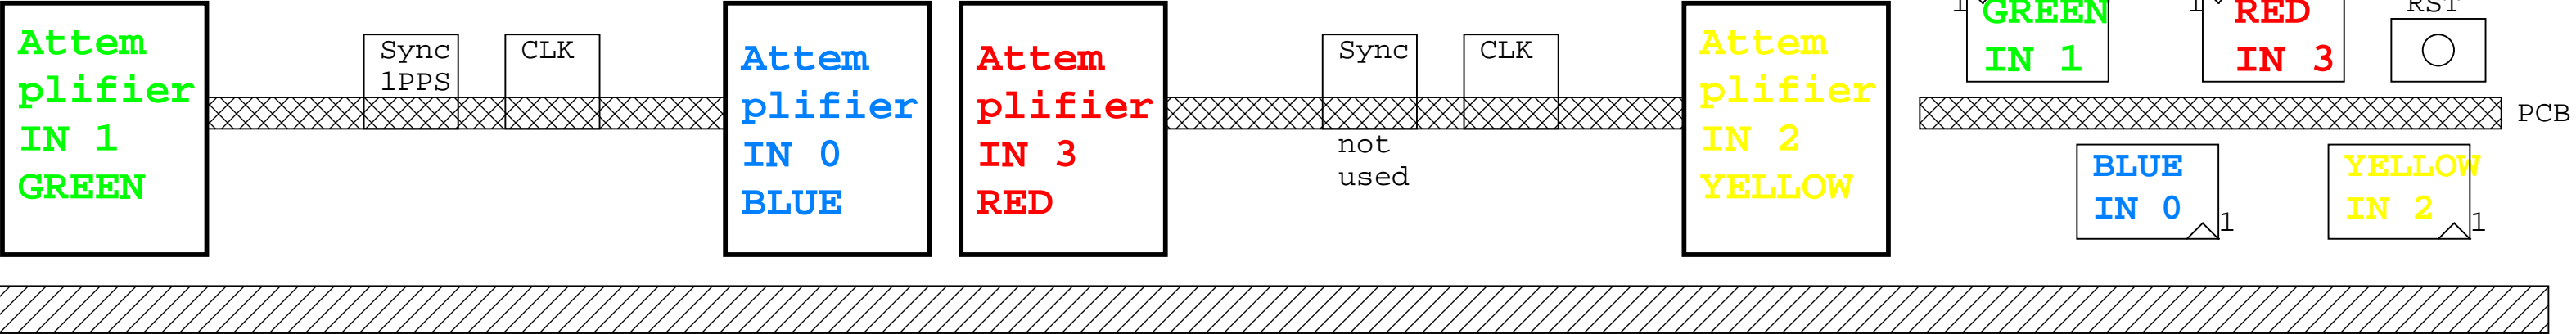 Attem
plifier
IN 1
GREEN
Sync
1PPS
CLK
Attem
plifier
IN 0
BLUE
Attem
plifier
IN 3
RED
Sync
not
used
CLK
Attem
plifier
IN 2
YELLOW
1
GREEN
IN 1
1
RED
IN 3
RST
PCB
BLUE
IN 0
1
YELLOW
IN 2
1